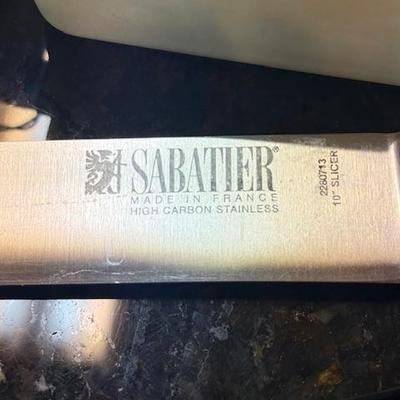 SABATIER®
MADE IN FRANCE
HIGH CARBON STAINLESS
2280713
10" SLICER